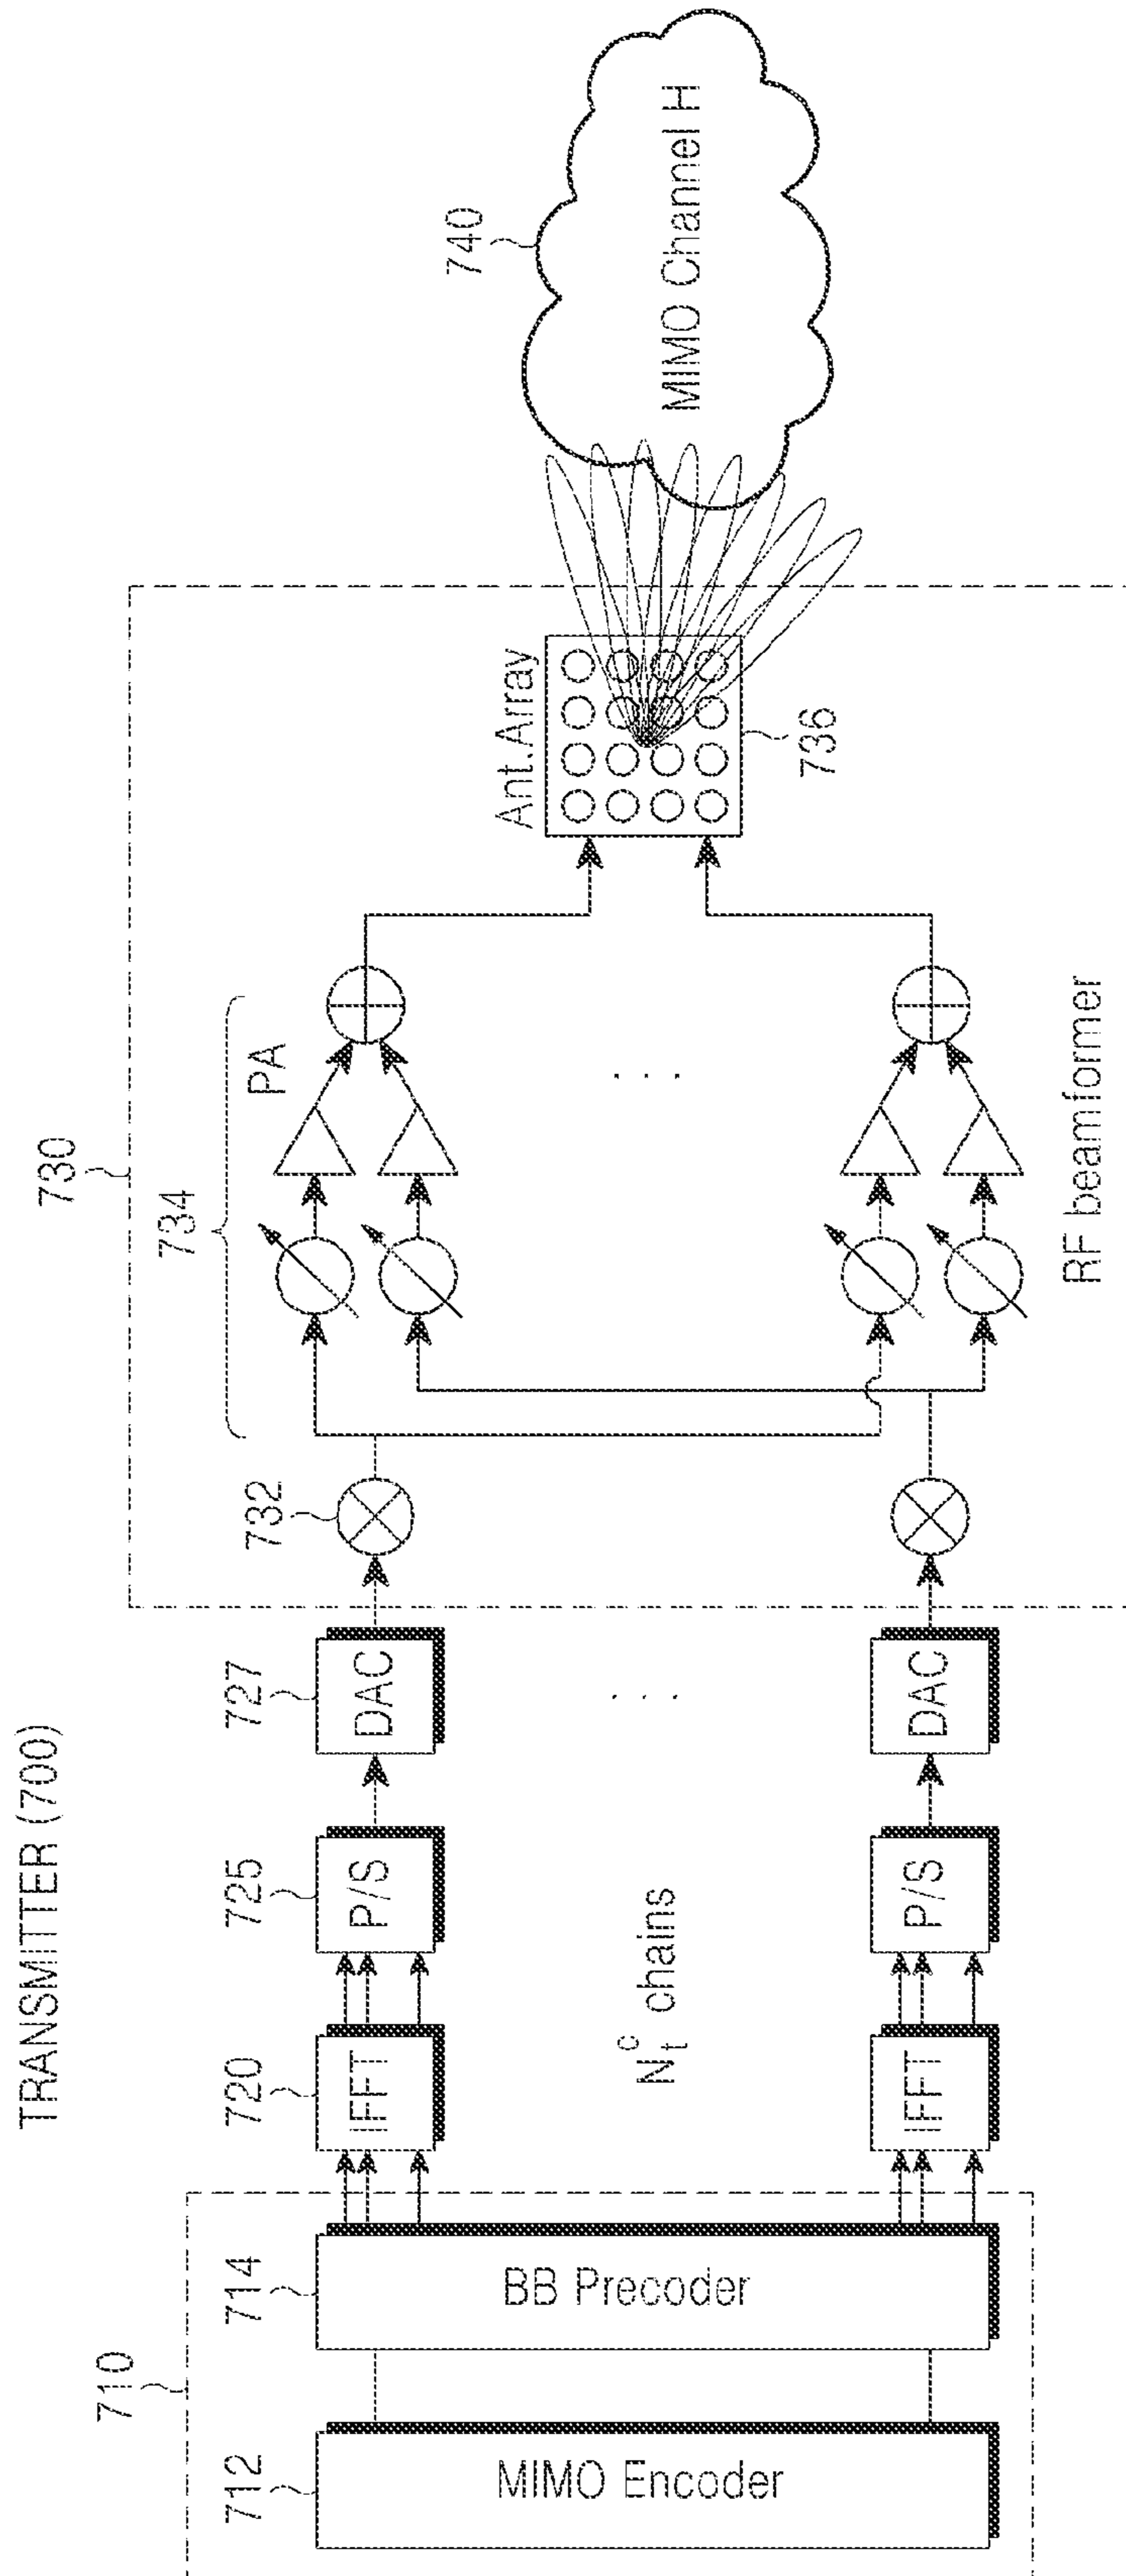 TRANSMITTER (700)
710
712
MIMO Encoder
714
BB Precoder
720
IFFT
IFFT
N_t^c chains
725
P/S
P/S
727
DAC
DAC
. . .
730
732
734
PA
. . .
RF beamformer
Ant.Array
736
740
MIMO Channel H